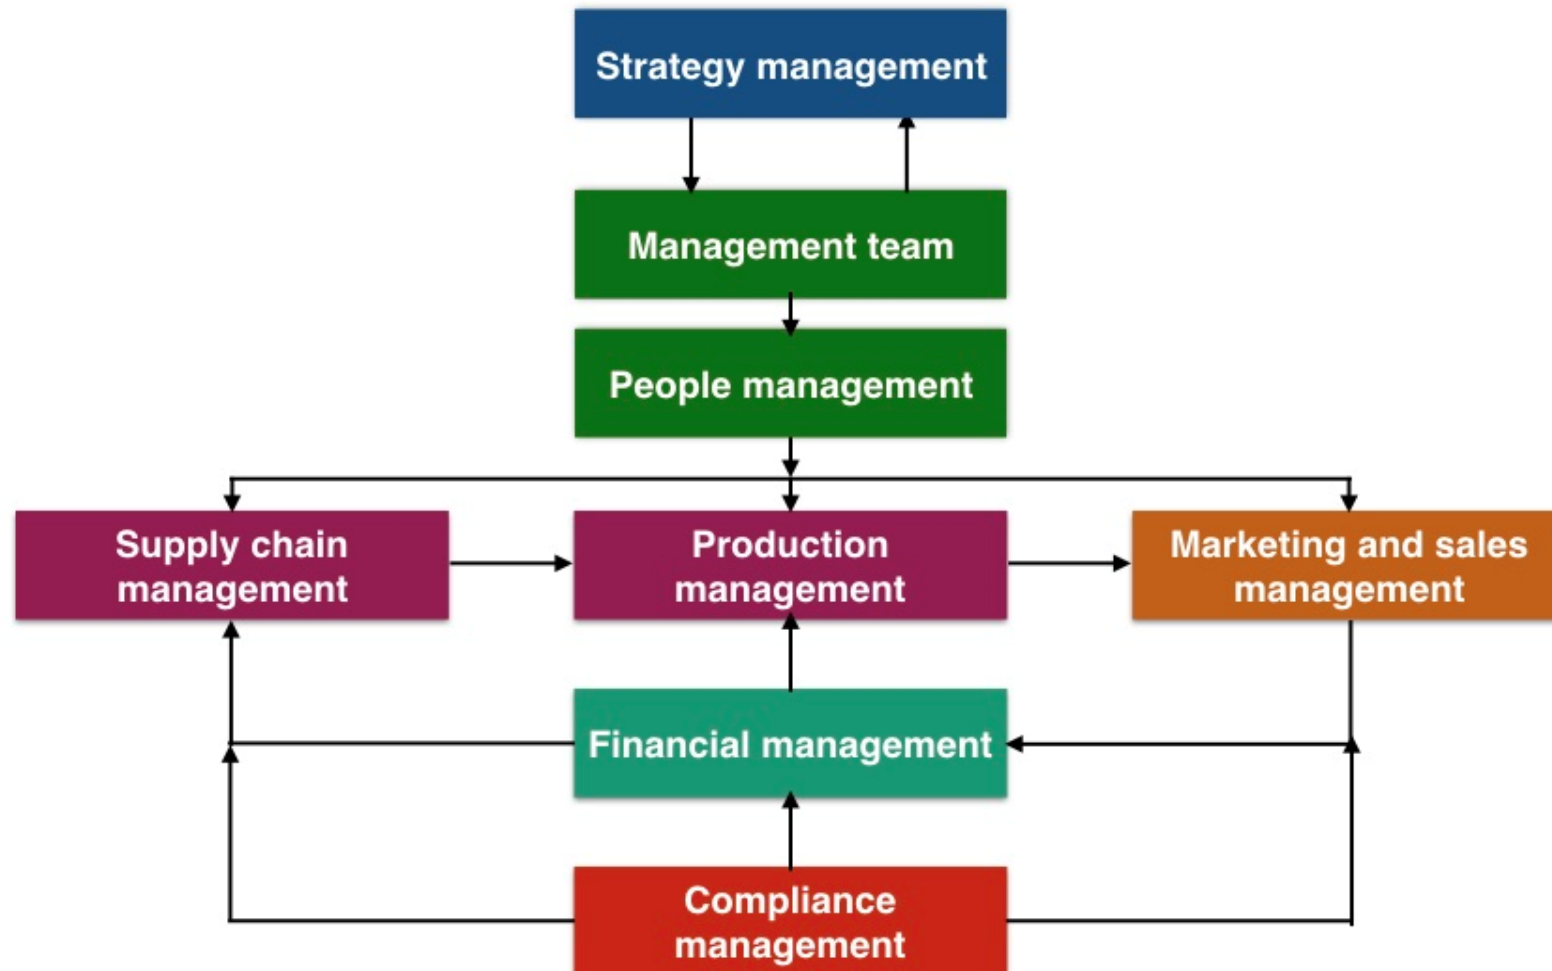 Strategy management
Management team
People management
Supply chain
management
Production
management
Marketing and sales
management
Financial management
Compliance
management